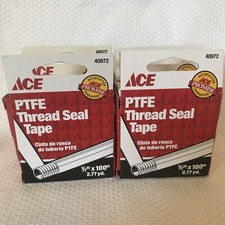 40972
ACE
PTFE
Thread Seal
Tape
Cinta de rosca
de tubería PTFE
½" x 100"
2.77 yd.
40972
ACE
PTFE
Thread Seal
Tape
Cinta de rosca
de tubería PTFE
½" x 100"
2.77 yd.